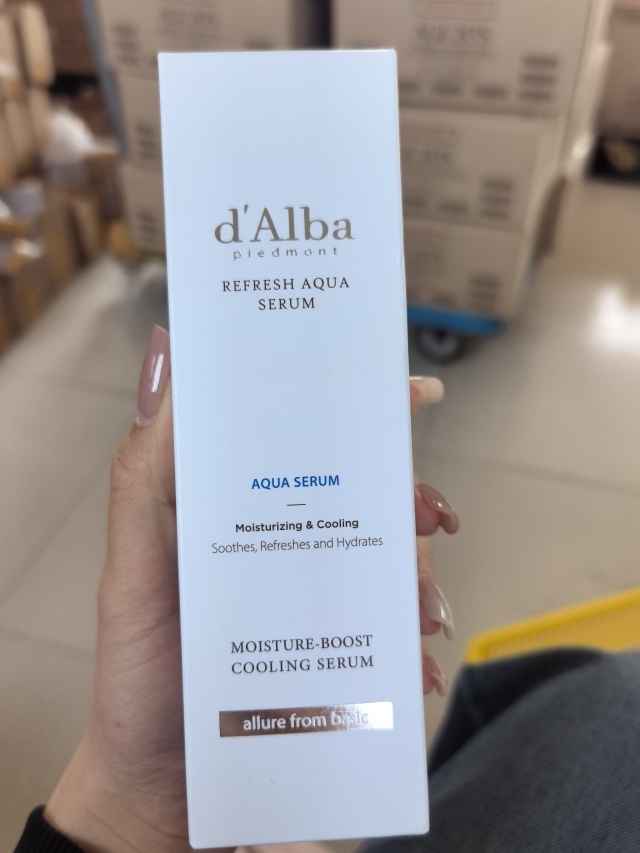 d'Alba
piedmont
REFRESH AQUA
SERUM
AQUA SERUM
Moisturizing & Cooling
Soothes, Refreshes and Hydrates
MOISTURE-BOOST
COOLING SERUM
allure from basic